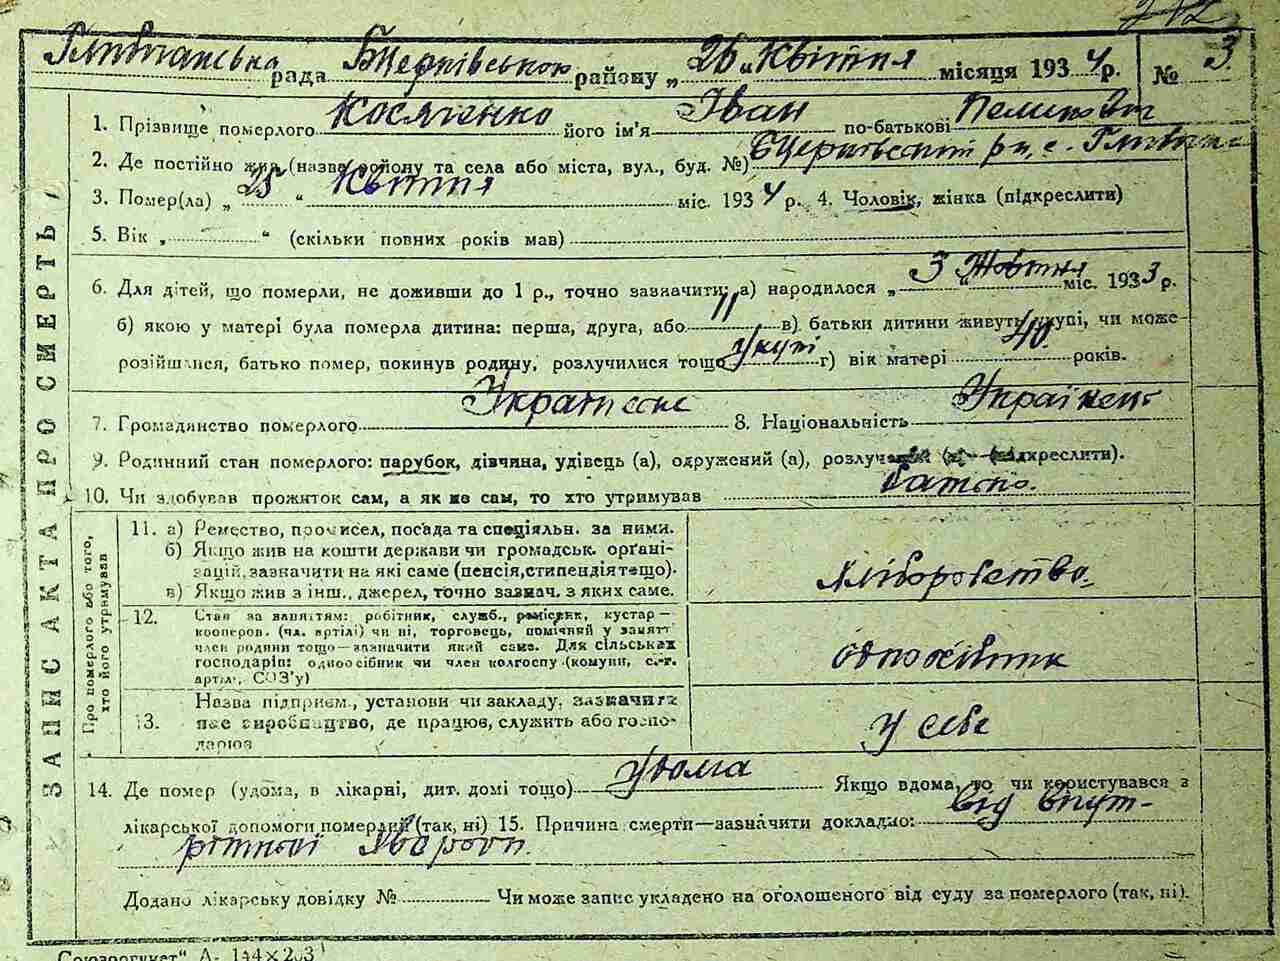 рада Бцерківського району „ 26 „ Квітня місяця 1934 р. № 3
1. Прізвище померлого Косяченко його ім'я Іван по-батькові
2. Де постійно жив (назва району та села або міста, вул., буд. №) Бцерківський рн, с.
3. Помер(ла) „ 25 “ Квітня міс. 1934 р. 4. Чоловік, жінка (підкреслити)
5. Вік „ “ (скільки повних років мав)
6. Для дітей, що померли, не доживши до 1 р., точно зазначити: а) народилося „ 3 “ Жовтня міс. 1933 р.
б) якою у матері була померла дитина: перша, друга, або 11 в) батьки дитини живуть укупі, чи може
розійшлися, батько помер, покинув родину, розлучилися тощо укупі г) вік матері 40 років.
7. Громадянство померлого Украінське 8. Національність Українець
9. Родинний стан померлого: парубок, дівчина, удівець (а), одружений (а), розлучений (а) (підкреслити).
10. Чи здобував прожиток сам, а як не сам, то хто утримував батько.
ЗАПИС АКТА ПРО СМЕРТЬ
Про померлого або того, хто його утримував
11. а) Ремество, промисел, посада та спеціяльн. за ними.
б) Якщо жив на кошти держави чи громадськ. орґані-
зацій, зазначити на які саме (пенсія, стипендія тощо).
в) Якщо жив з інш., джерел, точно зазнач. з яких саме.
Хліборобство.
12. Стан за заняттям: робітник, служб., ремісник, кустар—
кооперов. (чл. артілі) чи ні, торговець, помічний у занятт
член родини тощо—зазначити який саме. Для сільських
господарів: одноосібник чи член колгоспу (комуни, с.-г.
артілі, СОЗ'у)
одноосібник
13. Назва підприєм., установи чи закладу, зазначити
яке виробництво, де працює, служить або госпо-
дарює
у себе
14. Де помер (удома, в лікарні, дит. домі тощо) удома Якщо вдома, то чи користувався з
лікарської допомоги померлий (так, ні) 15. Причина смерти—зазначити докладно: від внут-
рішньої хвороби.
Додано лікарську довідку № Чи може запис укладено на оголошеного від суду за померлого (так, ні).
А- 144×203